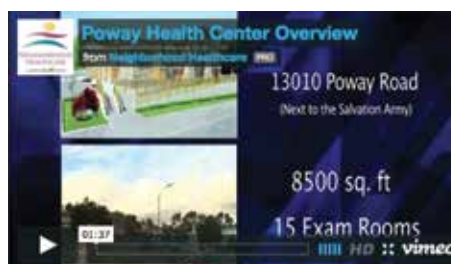 Poway Health Center Overview
from Neighborhood Healthcare PRO
HEALTHCARE
13010 Poway Road
(Next to the Salvation Army)
8500 sq. ft
15 Exam Rooms
01:37
HD :: vimeo